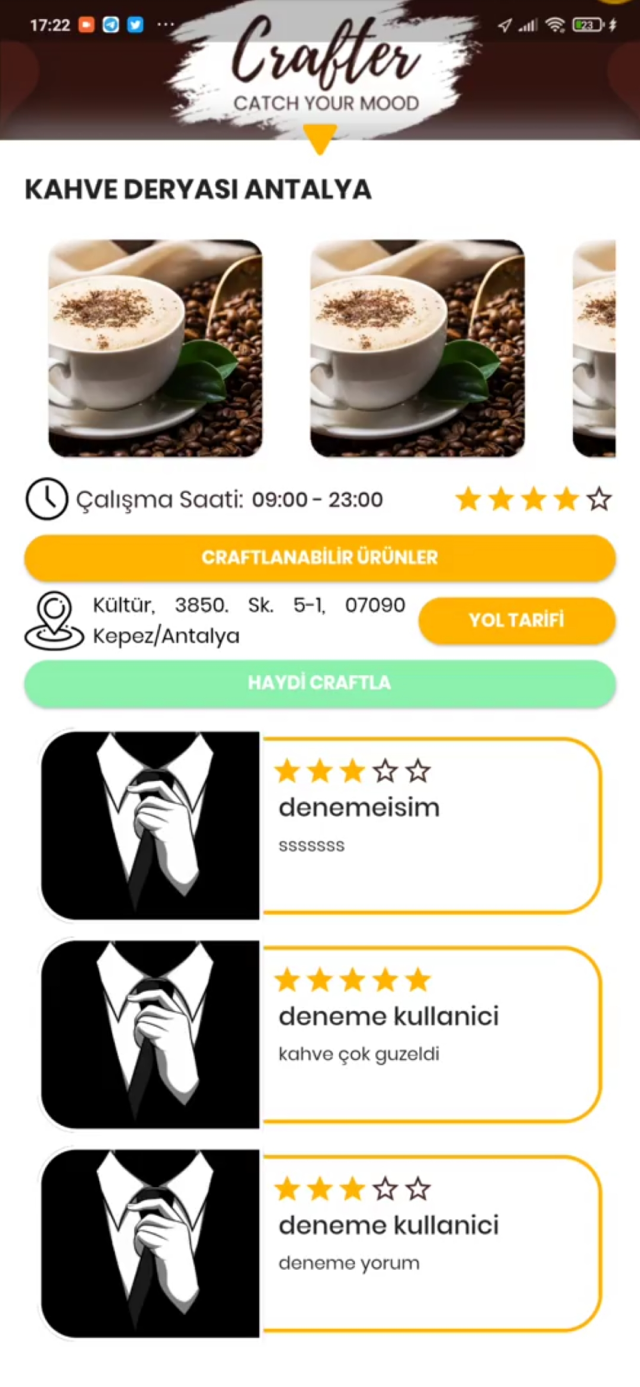 17:22
23
Crafter
CATCH YOUR MOOD
KAHVE DERYASI ANTALYA
Çalışma Saati: 09:00 - 23:00
CRAFTLANABİLİR ÜRÜNLER
Kültür, 3850. Sk. 5-1, 07090
Kepez/Antalya
YOL TARİFİ
HAYDİ CRAFTLA
denemeisim
sssssss
deneme kullanici
kahve çok guzeldi
deneme kullanici
deneme yorum